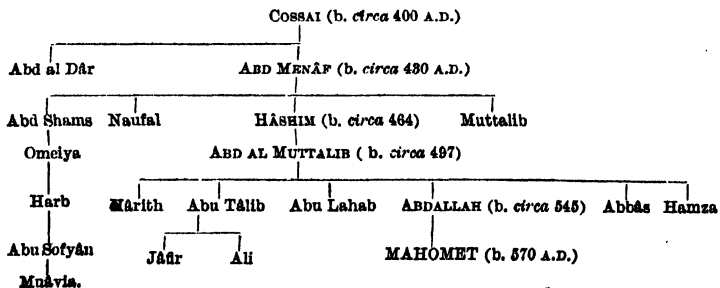 COSSAI (b. circa 400 A.D.)
Abd al Dâr ABD MENÂF (b. circa 430 A.D.)
Abd Shams Naufal HÂSHIM (b. circa 464) Muttalib
Omeiya ABD AL MUTTALIB ( b. circa 497)
Harb Hârith Abu Tâlib Abu Lahab ABDALLAH (b. circa 545) Abbâs Hamza
Abu Sofyân Jâfir Ali MAHOMET (b. 570 A.D.)
Muâvia.